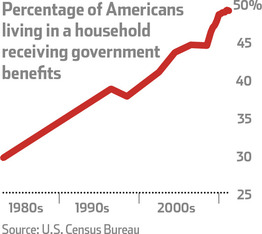 Percentage of Americans
living in a household
receiving government
benefits
50%
45
40
35
30
25
1980s 1990s 2000s
Source: U.S. Census Bureau